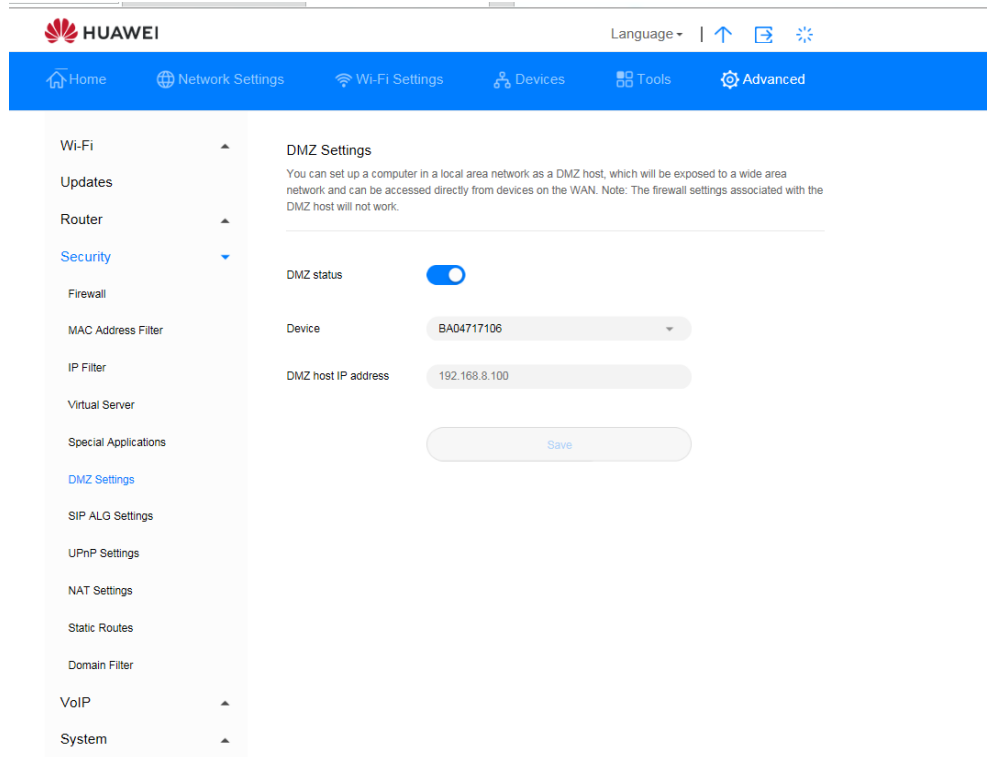 HUAWEI
Language
Home
Network Settings
Wi-Fi Settings
Devices
Tools
Advanced
Wi-Fi
Updates
Router
Security
Firewall
MAC Address Filter
IP Filter
Virtual Server
Special Applications
DMZ Settings
SIP ALG Settings
UPnP Settings
NAT Settings
Static Routes
Domain Filter
VoIP
System
DMZ Settings
You can set up a computer in a local area network as a DMZ host, which will be exposed to a wide area
network and can be accessed directly from devices on the WAN. Note: The firewall settings associated with the
DMZ host will not work.
DMZ status
Device
BA04717106
DMZ host IP address
192.168.8.100
Save